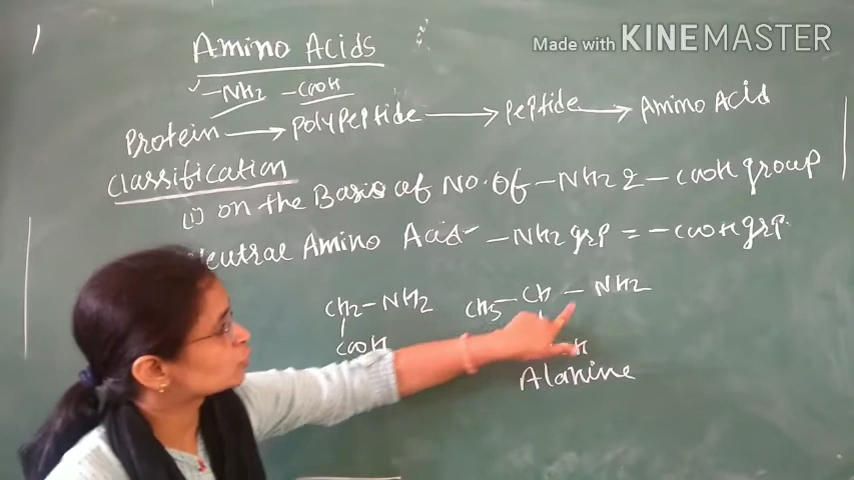 Made with KINEMASTER
Amino Acids
-NH2 -COOH
Protein → Polypeptide → Peptide → Amino Acid
Classification
(i) on the Basis of No. Of -NH2 & -COOH group
Neutral Amino Acid - -NH2 grp = -COOH grp.
CH2-NH2 CH3-CH-NH2
COOH
Alanine